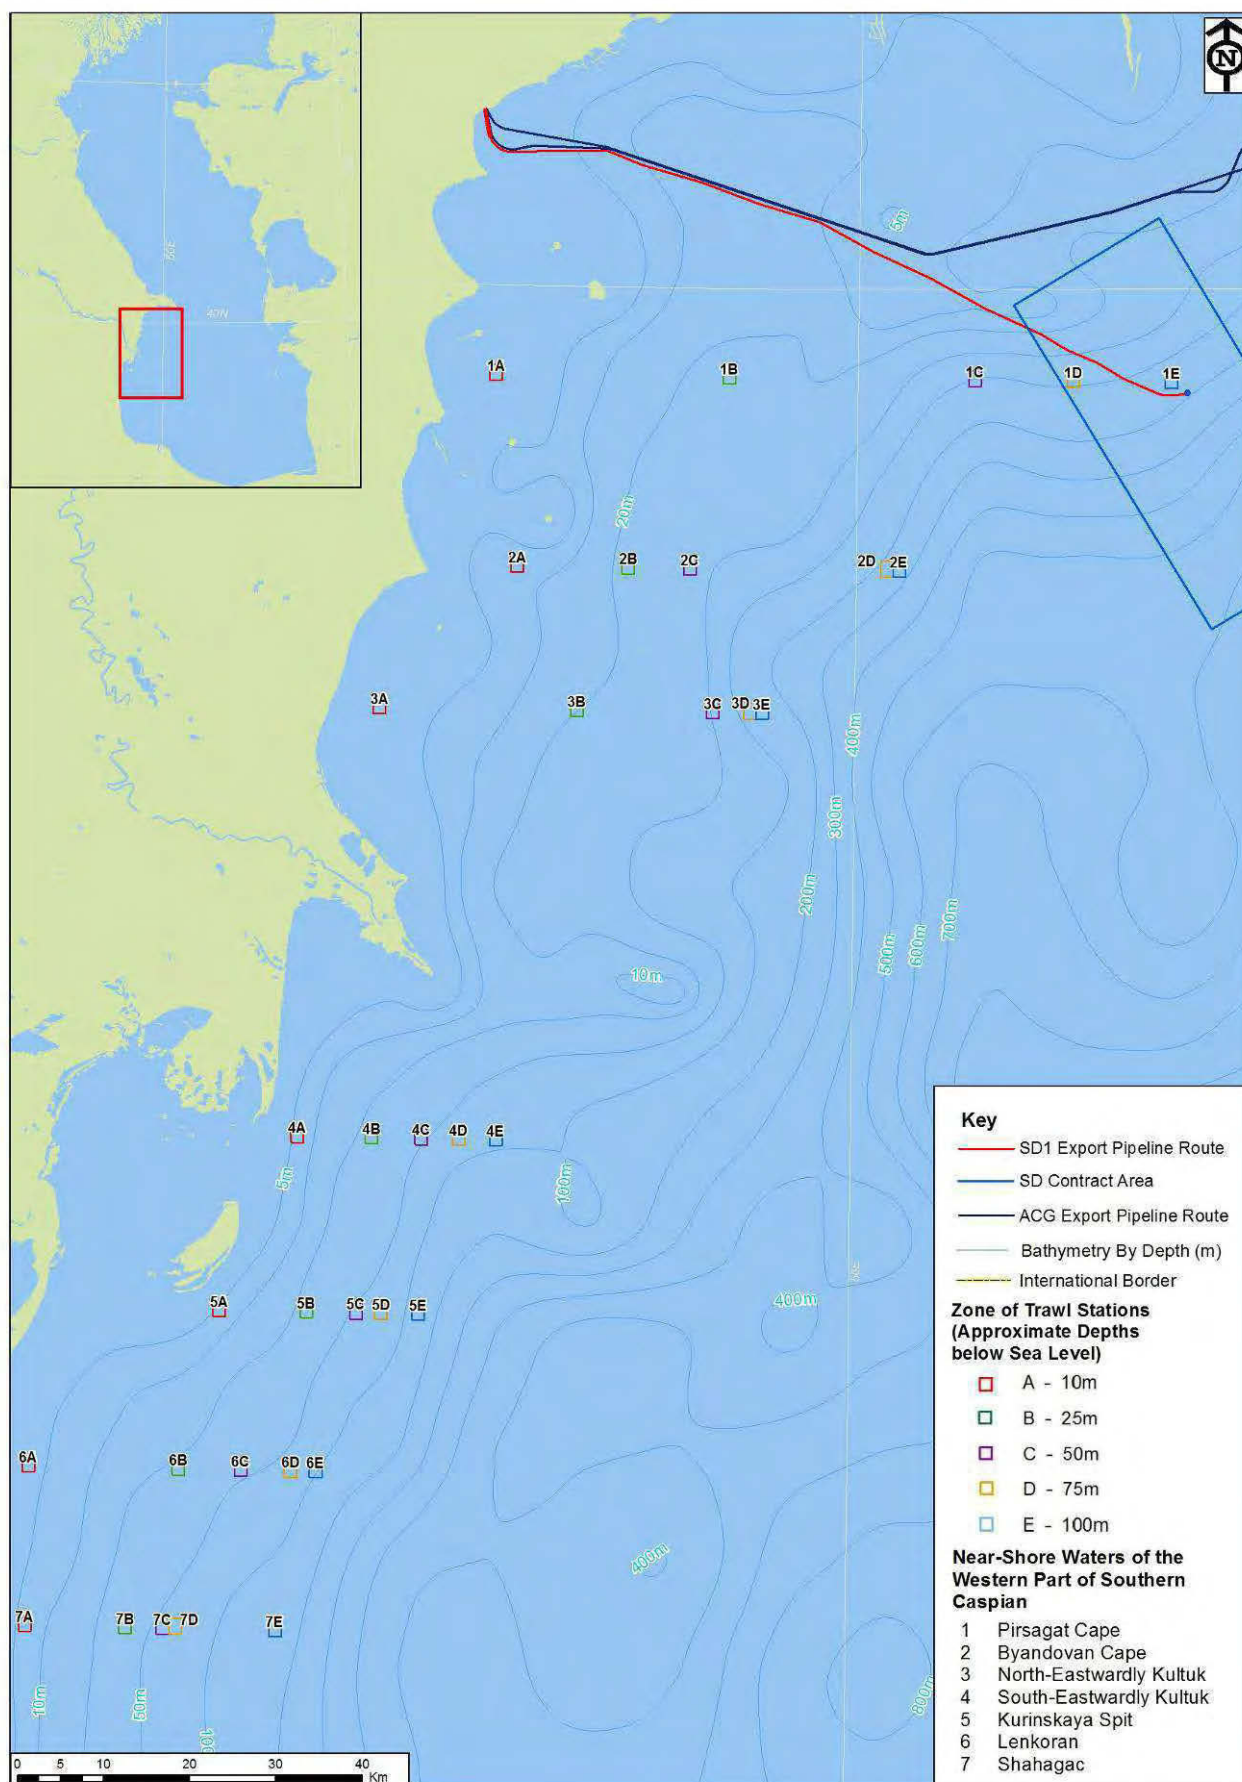 N
50E
40N
5m
1A
1B
1C
1D
1E
20m
2A
2B
2C
2D
2E
3A
3B
3C
3D
3E
400m
300m
200m
500m
600m
700m
10m
4A
4B
4C
4D
4E
5m
100m
50E
400m
5A
5B
5C
5D
5E
6A
6B
6C
6D
6E
400m
7A
7B
7C
7D
7E
10m
50m
800m
0 5 10 20 30 40
Km
Key
SD1 Export Pipeline Route
SD Contract Area
ACG Export Pipeline Route
Bathymetry By Depth (m)
International Border
Zone of Trawl Stations
(Approximate Depths
below Sea Level)
A - 10m
B - 25m
C - 50m
D - 75m
E - 100m
Near-Shore Waters of the
Western Part of Southern
Caspian
1 Pirsagat Cape
2 Byandovan Cape
3 North-Eastwardly Kultuk
4 South-Eastwardly Kultuk
5 Kurinskaya Spit
6 Lenkoran
7 Shahagac